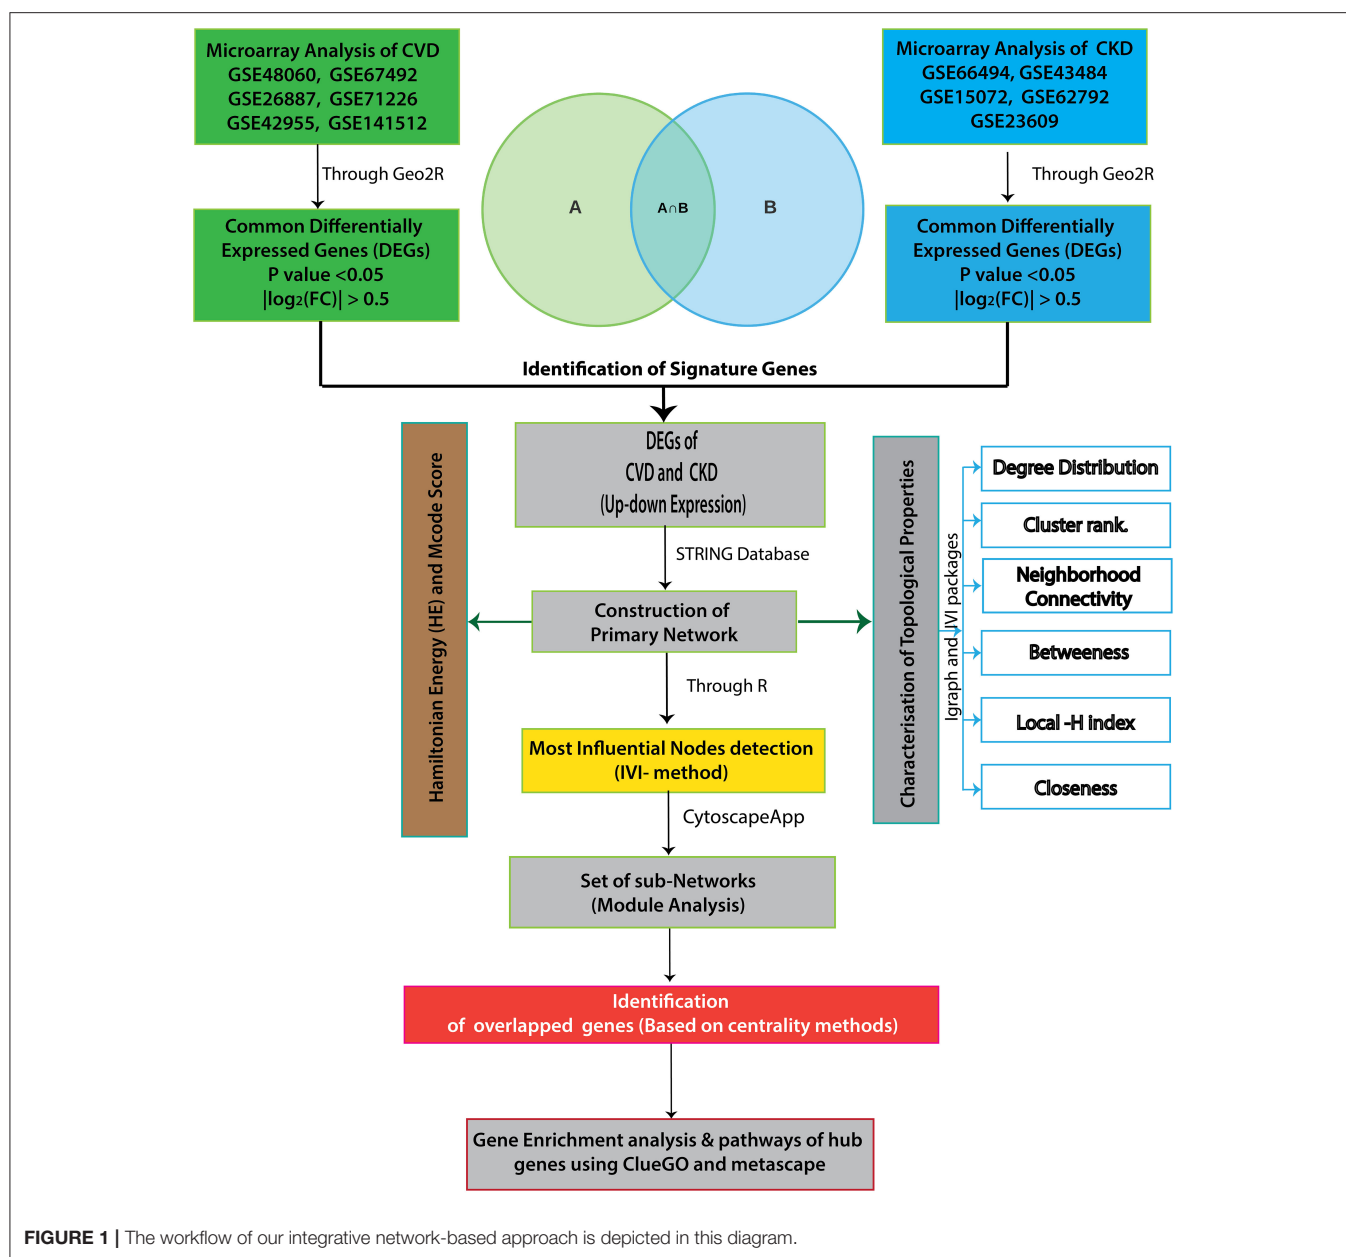 Microarray Analysis of CVD
GSE48060, GSE67492
GSE26887, GSE71226
GSE42955, GSE141512
Microarray Analysis of CKD
GSE66494, GSE43484
GSE15072, GSE62792
GSE23609
Through Geo2R
Through Geo2R
A
A∩B
B
Common Differentially
Expressed Genes (DEGs)
P value <0.05
|log2(FC)| > 0.5
Common Differentially
Expressed Genes (DEGs)
P value <0.05
|log2(FC)| > 0.5
Identification of Signature Genes
DEGs of
CVD and CKD
(Up-down Expression)
STRING Database
Construction of
Primary Network
Hamiltonian Energy (HE) and Mcode Score
Characterisation of Topological Properties
Igraph and IVI packages
Degree Distribution
Cluster rank.
Neighborhood
Connectivity
Betweeness
Local -H index
Closeness
Through R
Most Influential Nodes detection
(IVI- method)
CytoscapeApp
Set of sub-Networks
(Module Analysis)
Identification
of overlapped genes (Based on centrality methods)
Gene Enrichment analysis & pathways of hub
genes using ClueGO and metascape
FIGURE 1 | The workflow of our integrative network-based approach is depicted in this diagram.